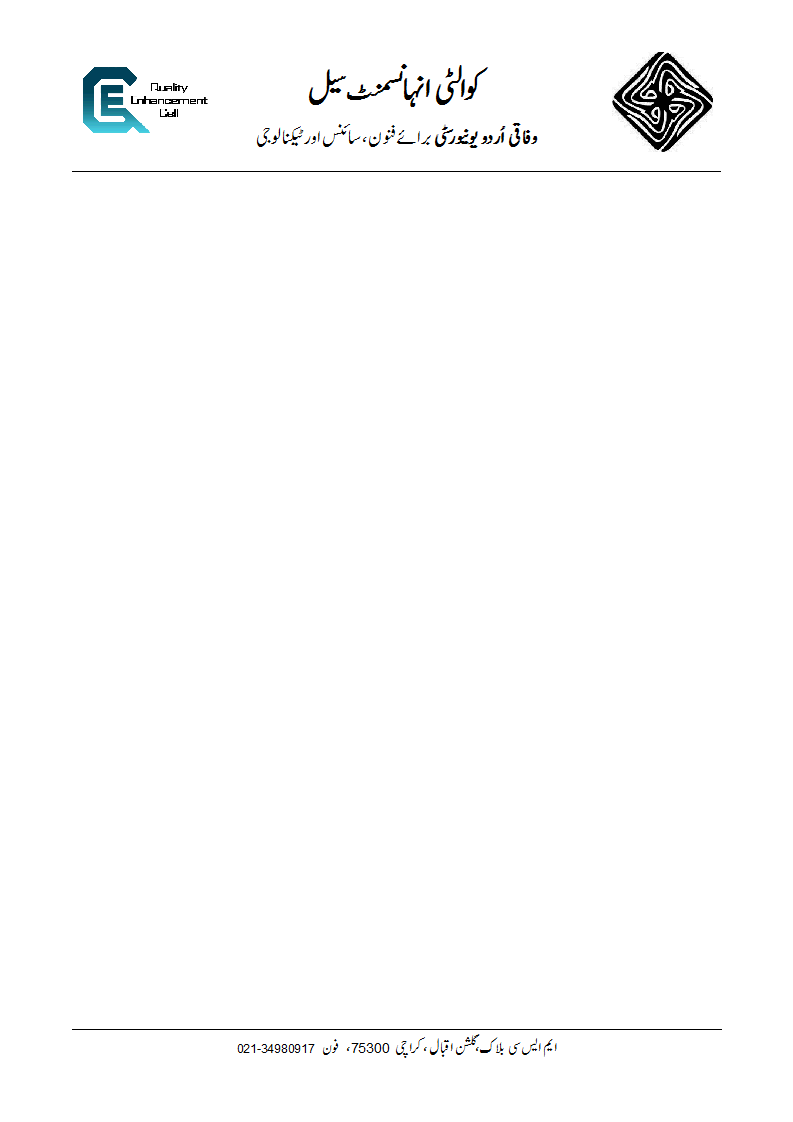 Quality
Enhancement
Cell
کوالٹی انہانسمنٹ سیل
وفاقی اُردو یونیورسٹی برائے فنون، سائنس اور ٹیکنالوجی
ایم ایس سی بلاک، گلشن اقبال ، کراچی 75300، فون 021-34980917